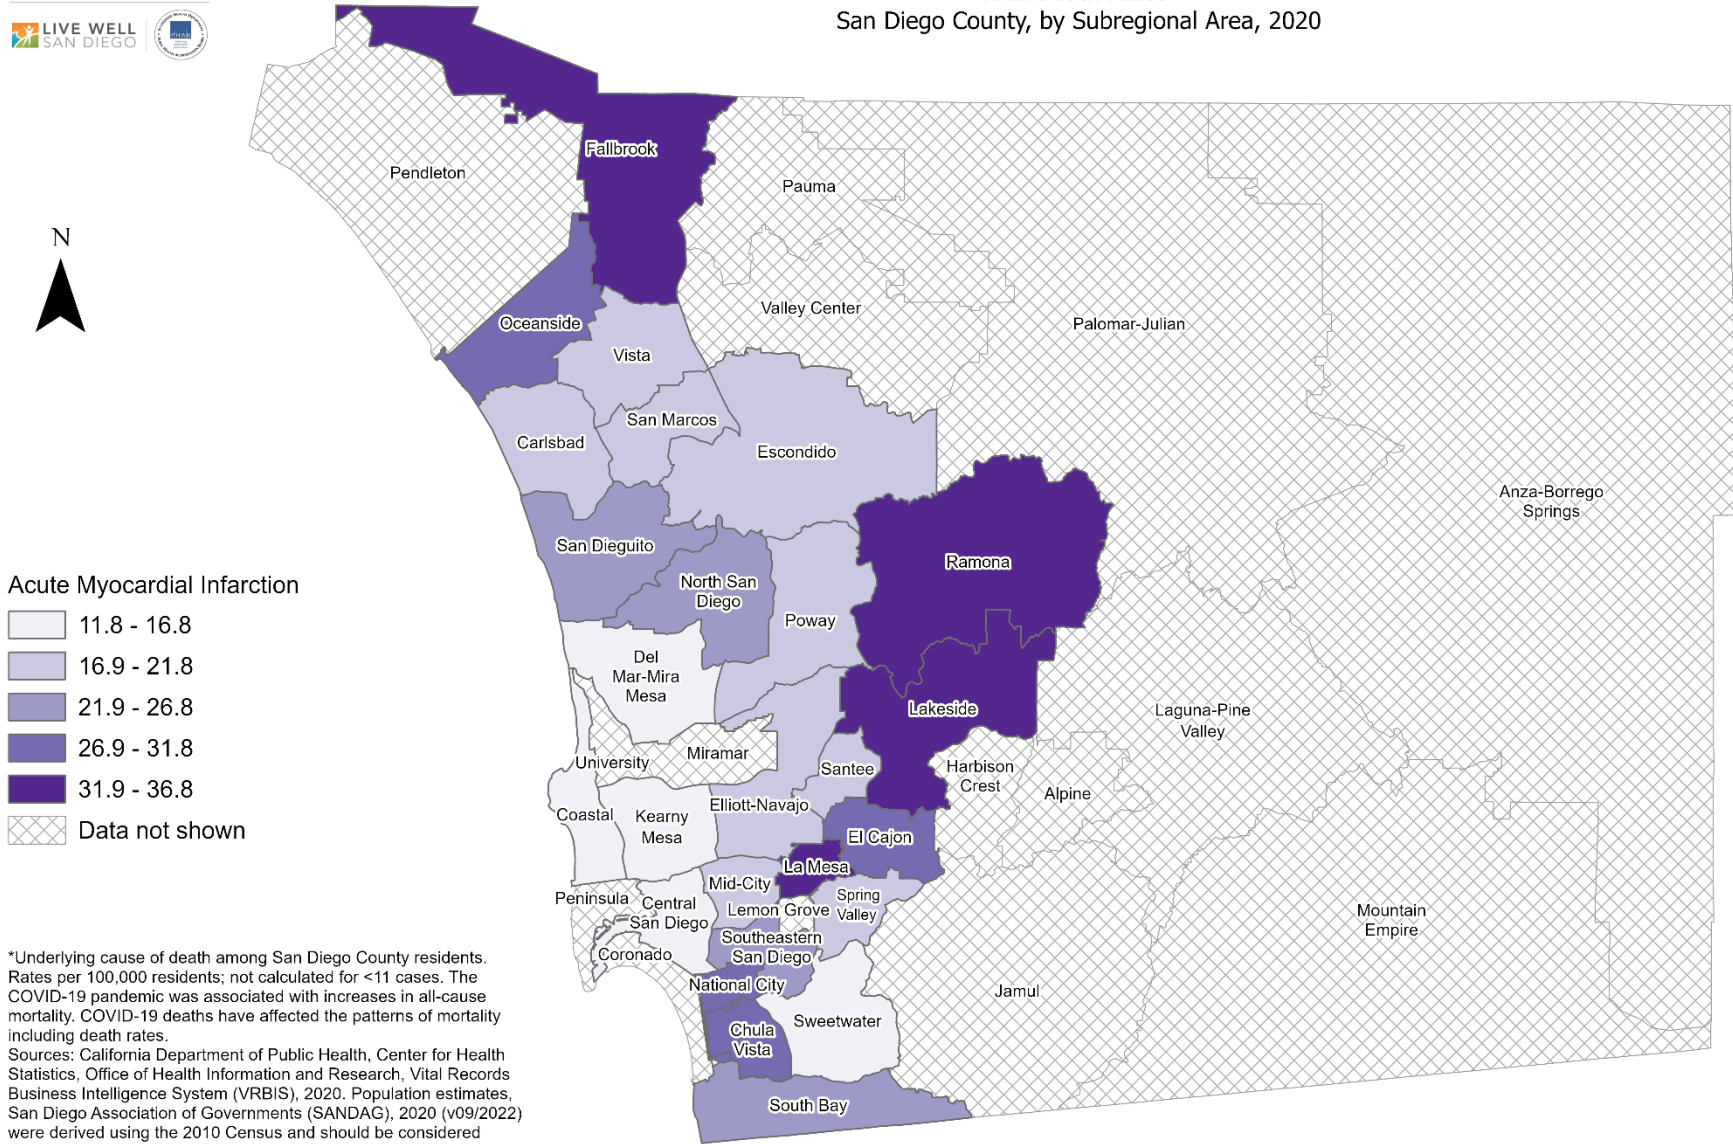 LIVE WELL
SAN DIEGO
PHAB
San Diego County, by Subregional Area, 2020
Fallbrook
Pendleton
Pauma
N
Valley Center
Oceanside
Palomar-Julian
Vista
San Marcos
Carlsbad
Escondido
Anza-Borrego
Springs
San Dieguito
Ramona
North San
Diego
Poway
Del
Mar-Mira
Mesa
Lakeside
Laguna-Pine
Valley
Miramar
University
Santee
Harbison
Crest
Alpine
Elliott-Navajo
Coastal
Kearny
Mesa
El Cajon
La Mesa
Mid-City
Peninsula
Central
San Diego
Lemon Grove
Spring
Valley
Mountain
Empire
Southeastern
San Diego
Coronado
National City
Jamul
Sweetwater
Chula
Vista
South Bay
Acute Myocardial Infarction
11.8 - 16.8
16.9 - 21.8
21.9 - 26.8
26.9 - 31.8
31.9 - 36.8
Data not shown
*Underlying cause of death among San Diego County residents.
Rates per 100,000 residents; not calculated for <11 cases. The
COVID-19 pandemic was associated with increases in all-cause
mortality. COVID-19 deaths have affected the patterns of mortality
including death rates.
Sources: California Department of Public Health, Center for Health
Statistics, Office of Health Information and Research, Vital Records
Business Intelligence System (VRBIS), 2020. Population estimates,
San Diego Association of Governments (SANDAG), 2020 (v09/2022)
were derived using the 2010 Census and should be considered